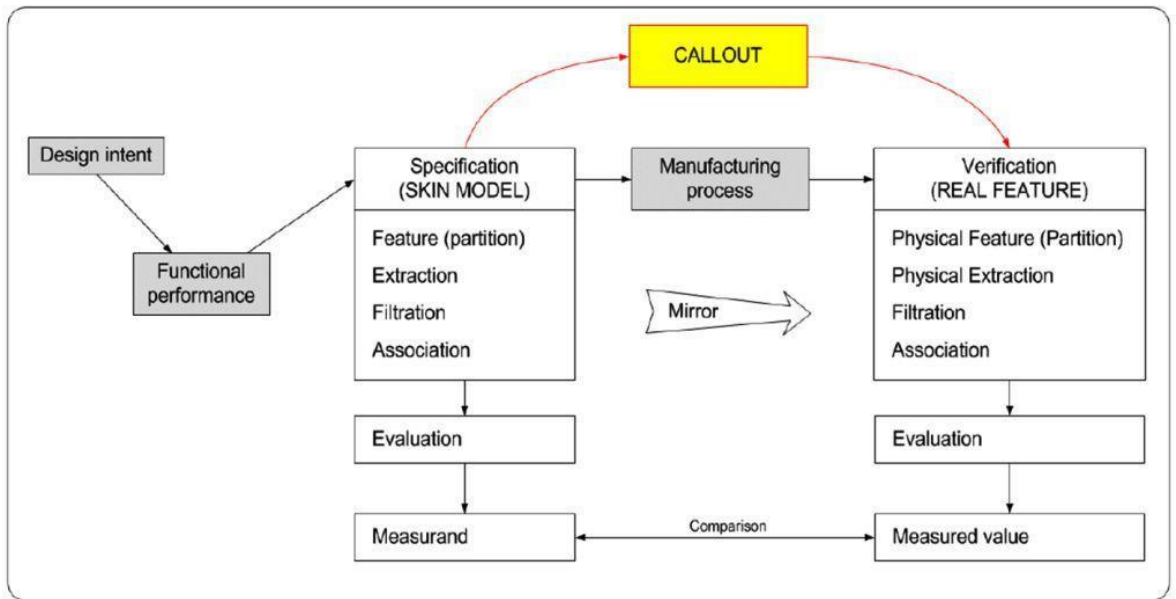 CALLOUT
Design intent
Functional
performance
Specification
(SKIN MODEL)
Feature (partition)
Extraction
Filtration
Association
Evaluation
Measurand
Manufacturing
process
Mirror
Comparison
Verification
(REAL FEATURE)
Physical Feature (Partition)
Physical Extraction
Filtration
Association
Evaluation
Measured value